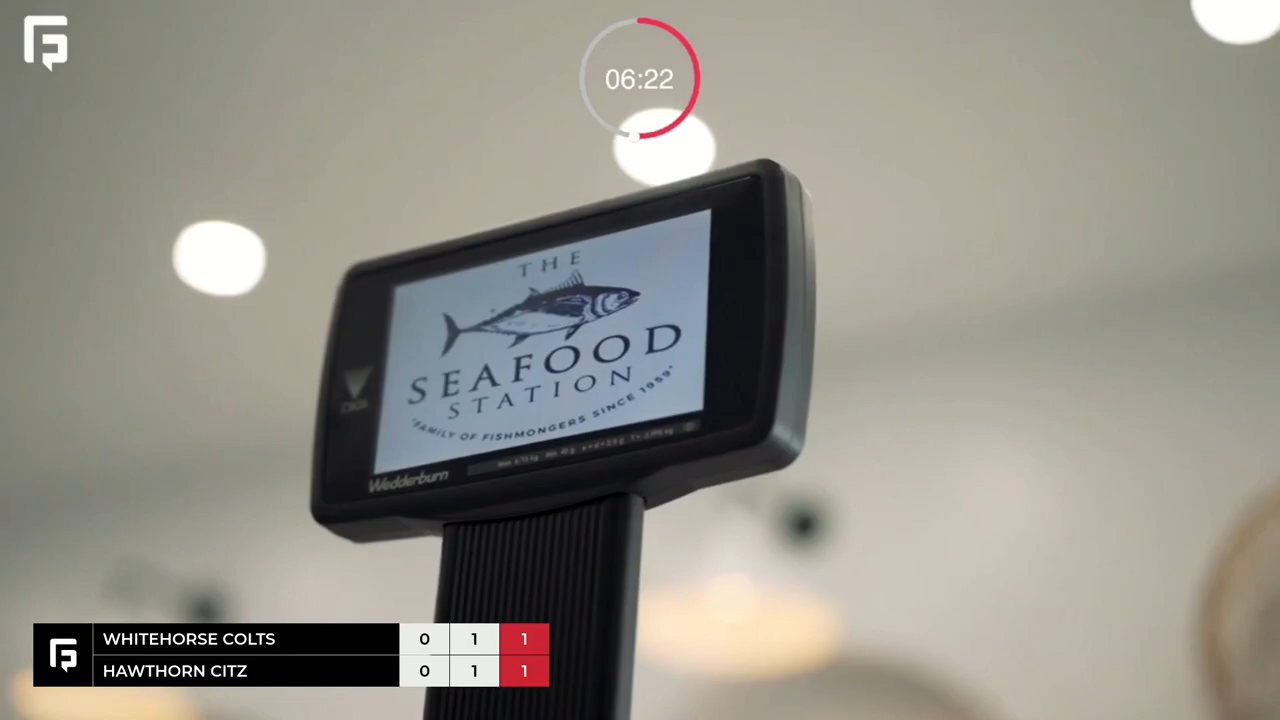 06:22
THE
SEAFOOD
STATION
"FAMILY OF FISHMONGERS SINCE 1959"
Wedderburn
WHITEHORSE COLTS 0 1 1
HAWTHORN CITZ 0 1 1